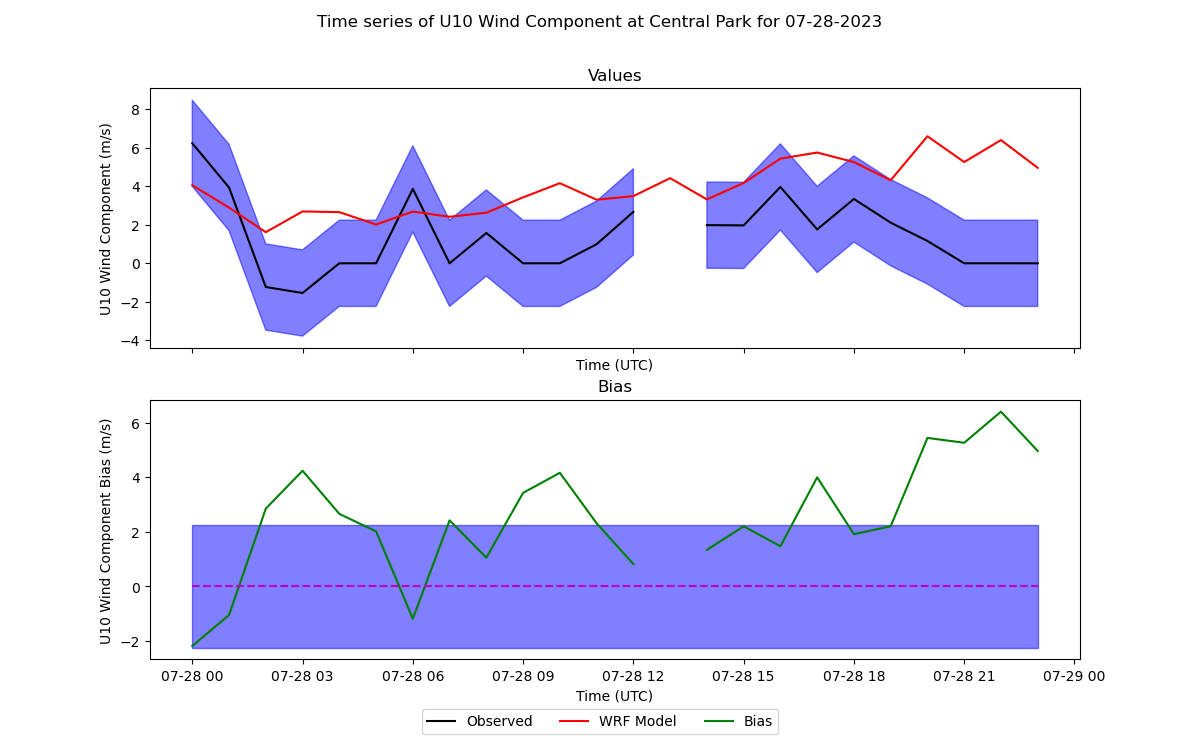 Time series of U10 Wind Component at Central Park for 07-28-2023
Values
U10 Wind Component (m/s)
8
6
4
2
0
−2
−4
Time (UTC)
Bias
U10 Wind Component Bias (m/s)
6
4
2
0
−2
07-28 00 07-28 03 07-28 06 07-28 09 07-28 12 07-28 15 07-28 18 07-28 21 07-29 00
Time (UTC)
Observed WRF Model Bias